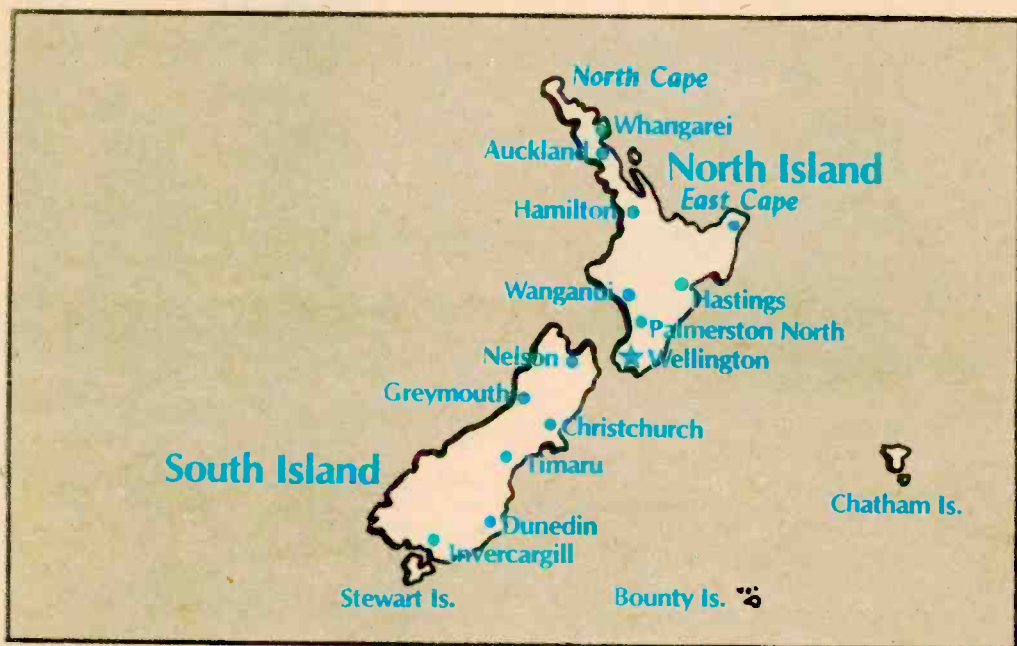 North Cape
Whangarei
Auckland
North Island
East Cape
Hamilton
Wanganui
Hastings
Palmerston North
Nelson
Wellington
Greymouth
Christchurch
South Island
Timaru
Chatham Is.
Dunedin
Invercargill
Stewart Is.
Bounty Is.